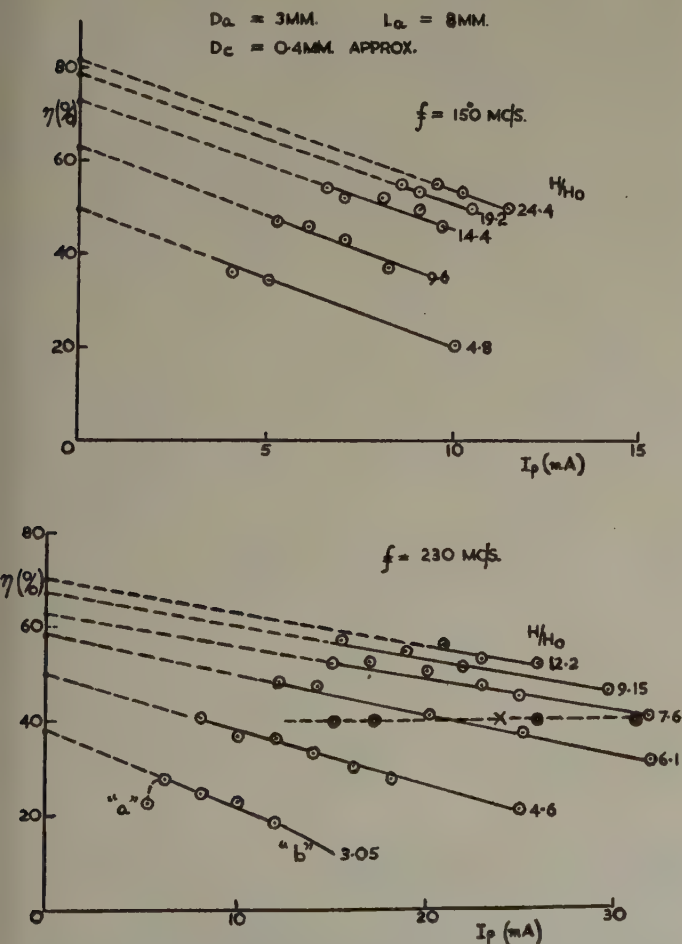 Da = 3MM. La = 8MM.
Dc = 0·4MM. APPROX.
80
η(%)
f = 150 MC/S.
60
H/Ho
24·4
19·2
14·4
40
9·6
20
4·8
0
5
10
15
Ip (mA)
80
f = 230 MC/S.
η(%)
60
H/Ho
12·2
9·15
7·6
40
6·1
20
"a"
4·6
"b"
3·05
0
10
20
30
Ip (mA)